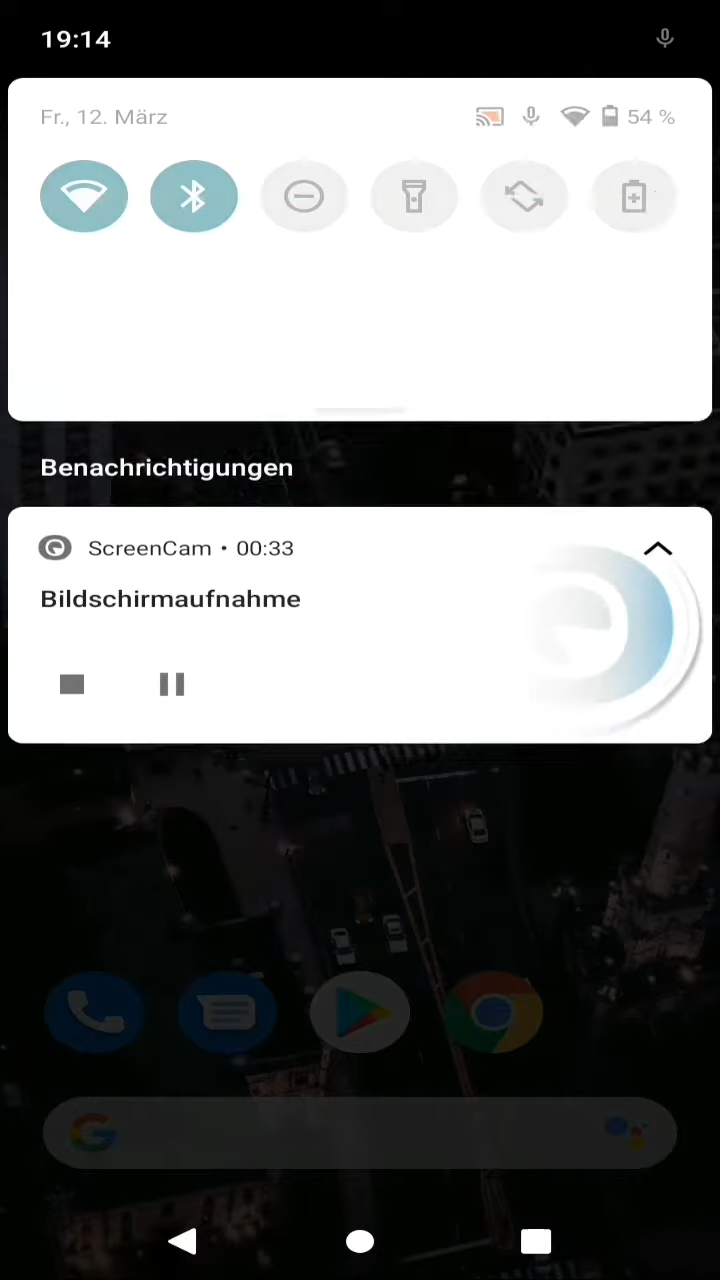 19:14
Fr., 12. März
54 %
Benachrichtigungen
ScreenCam • 00:33
Bildschirmaufnahme